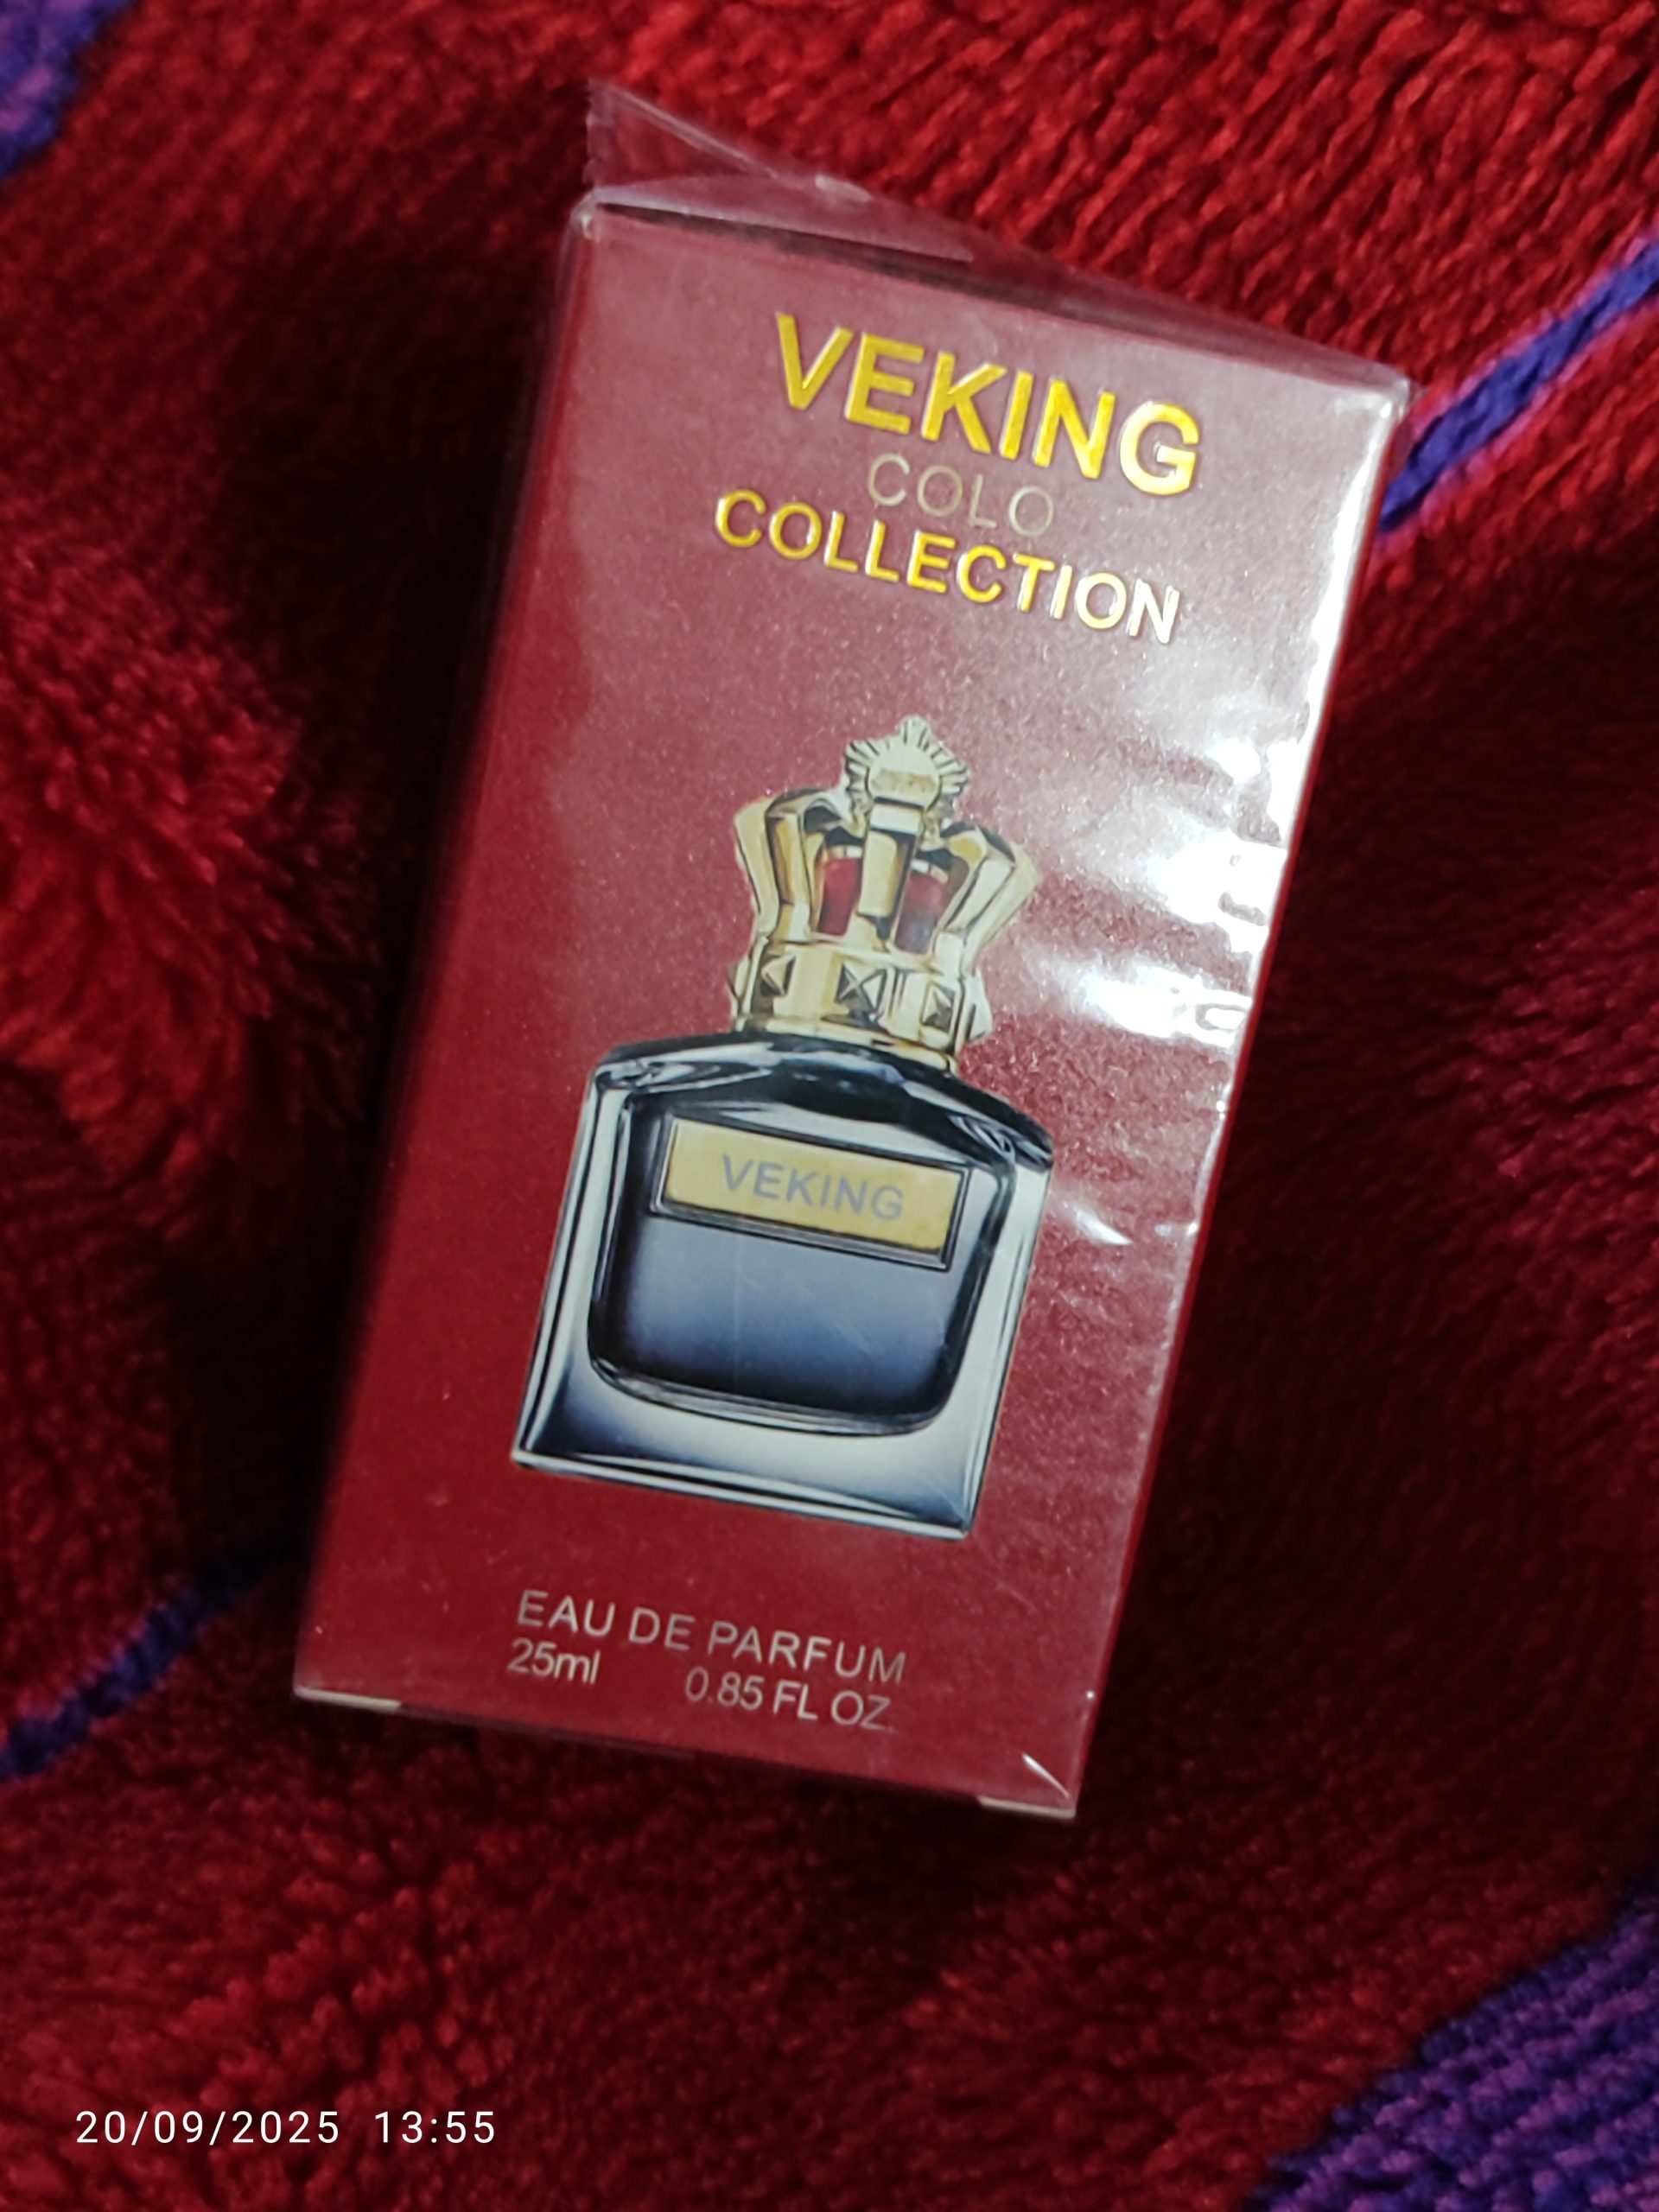 VEKING
COLO
COLLECTION
VEKING
EAU DE PARFUM
25ml 0.85 FL OZ.
20/09/2025 13:55